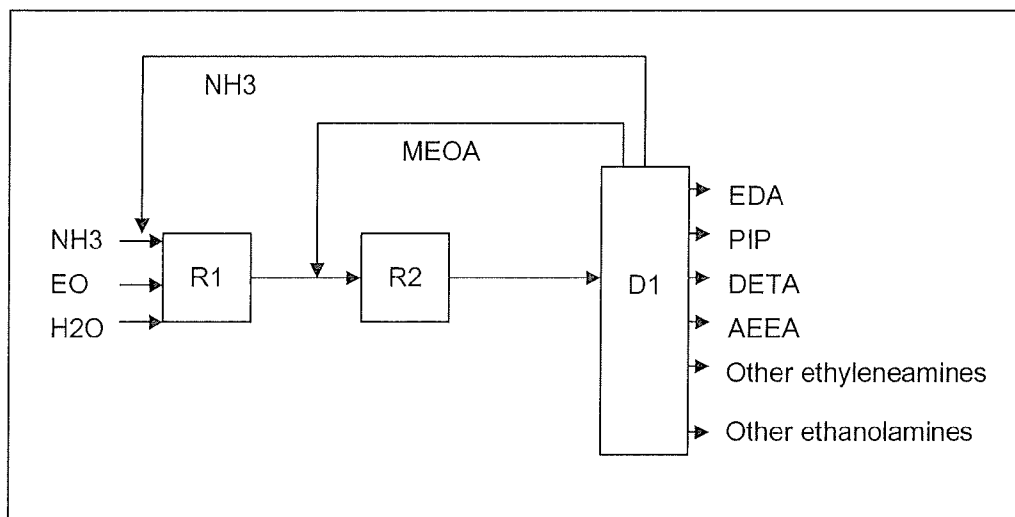 NH3
MEOA
NH3
EO
H2O
R1
R2
D1
EDA
PIP
DETA
AEEA
Other ethyleneamines
Other ethanolamines